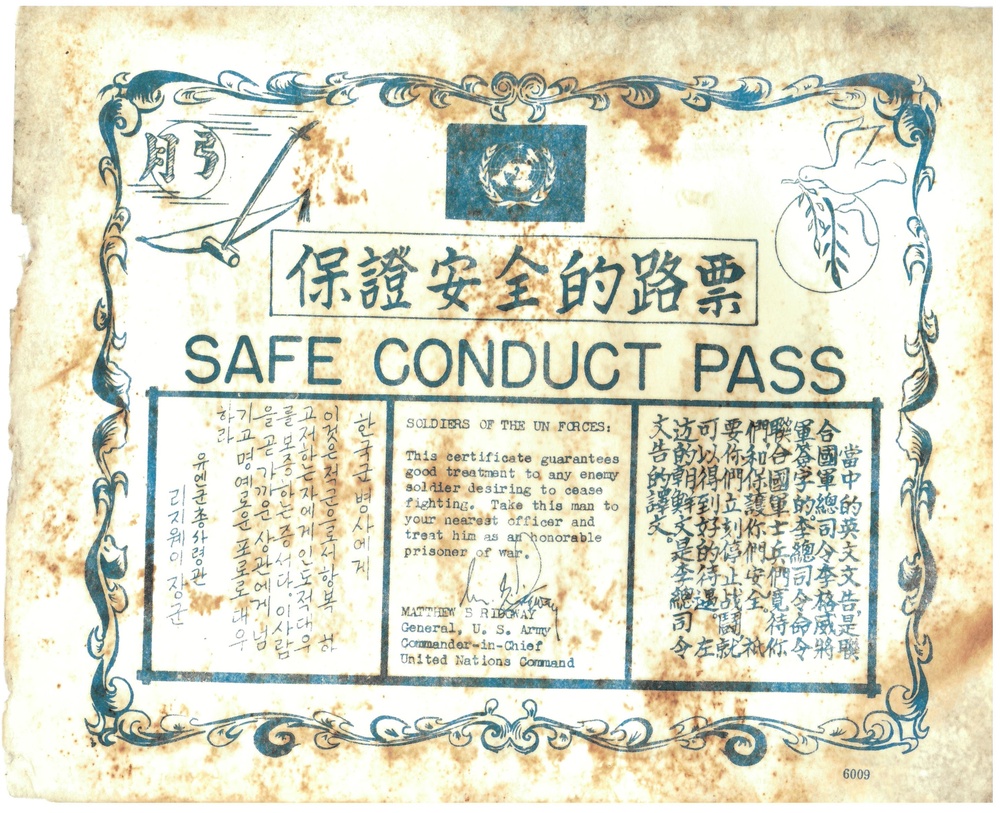 月弓
保證安全的路票
SAFE CONDUCT PASS
한국군 병사에게
이것은 적군으로서 항복 하
고저 하는 자에게 인도적 대우
를 보증하는 증서다. 이 사람
을 곧 가까운 상관에게 넘
기고 명예로운 포로로 대우
하라
유엔군총사령관
리지웨이 장군
SOLDIERS OF THE UN FORCES:
This certificate guarantees
good treatment to any enemy
soldier desiring to cease
fighting. Take this man to
your nearest officer and
treat him as an honorable
prisoner of war.
MATTHEW B RIDGWAY
General, U. S. Army
Commander-in-Chief
United Nations Command
當中的英文文告，是聯
合國軍總司令李格威將
軍簽字的李總司令命令
聯合國軍士兵們寬待你
們和保護你們安全。祇
要你們立刻停止战鬪就
可以得到好的待遇。左
边的朝鮮文是李總司令
文告的譯文。
6009